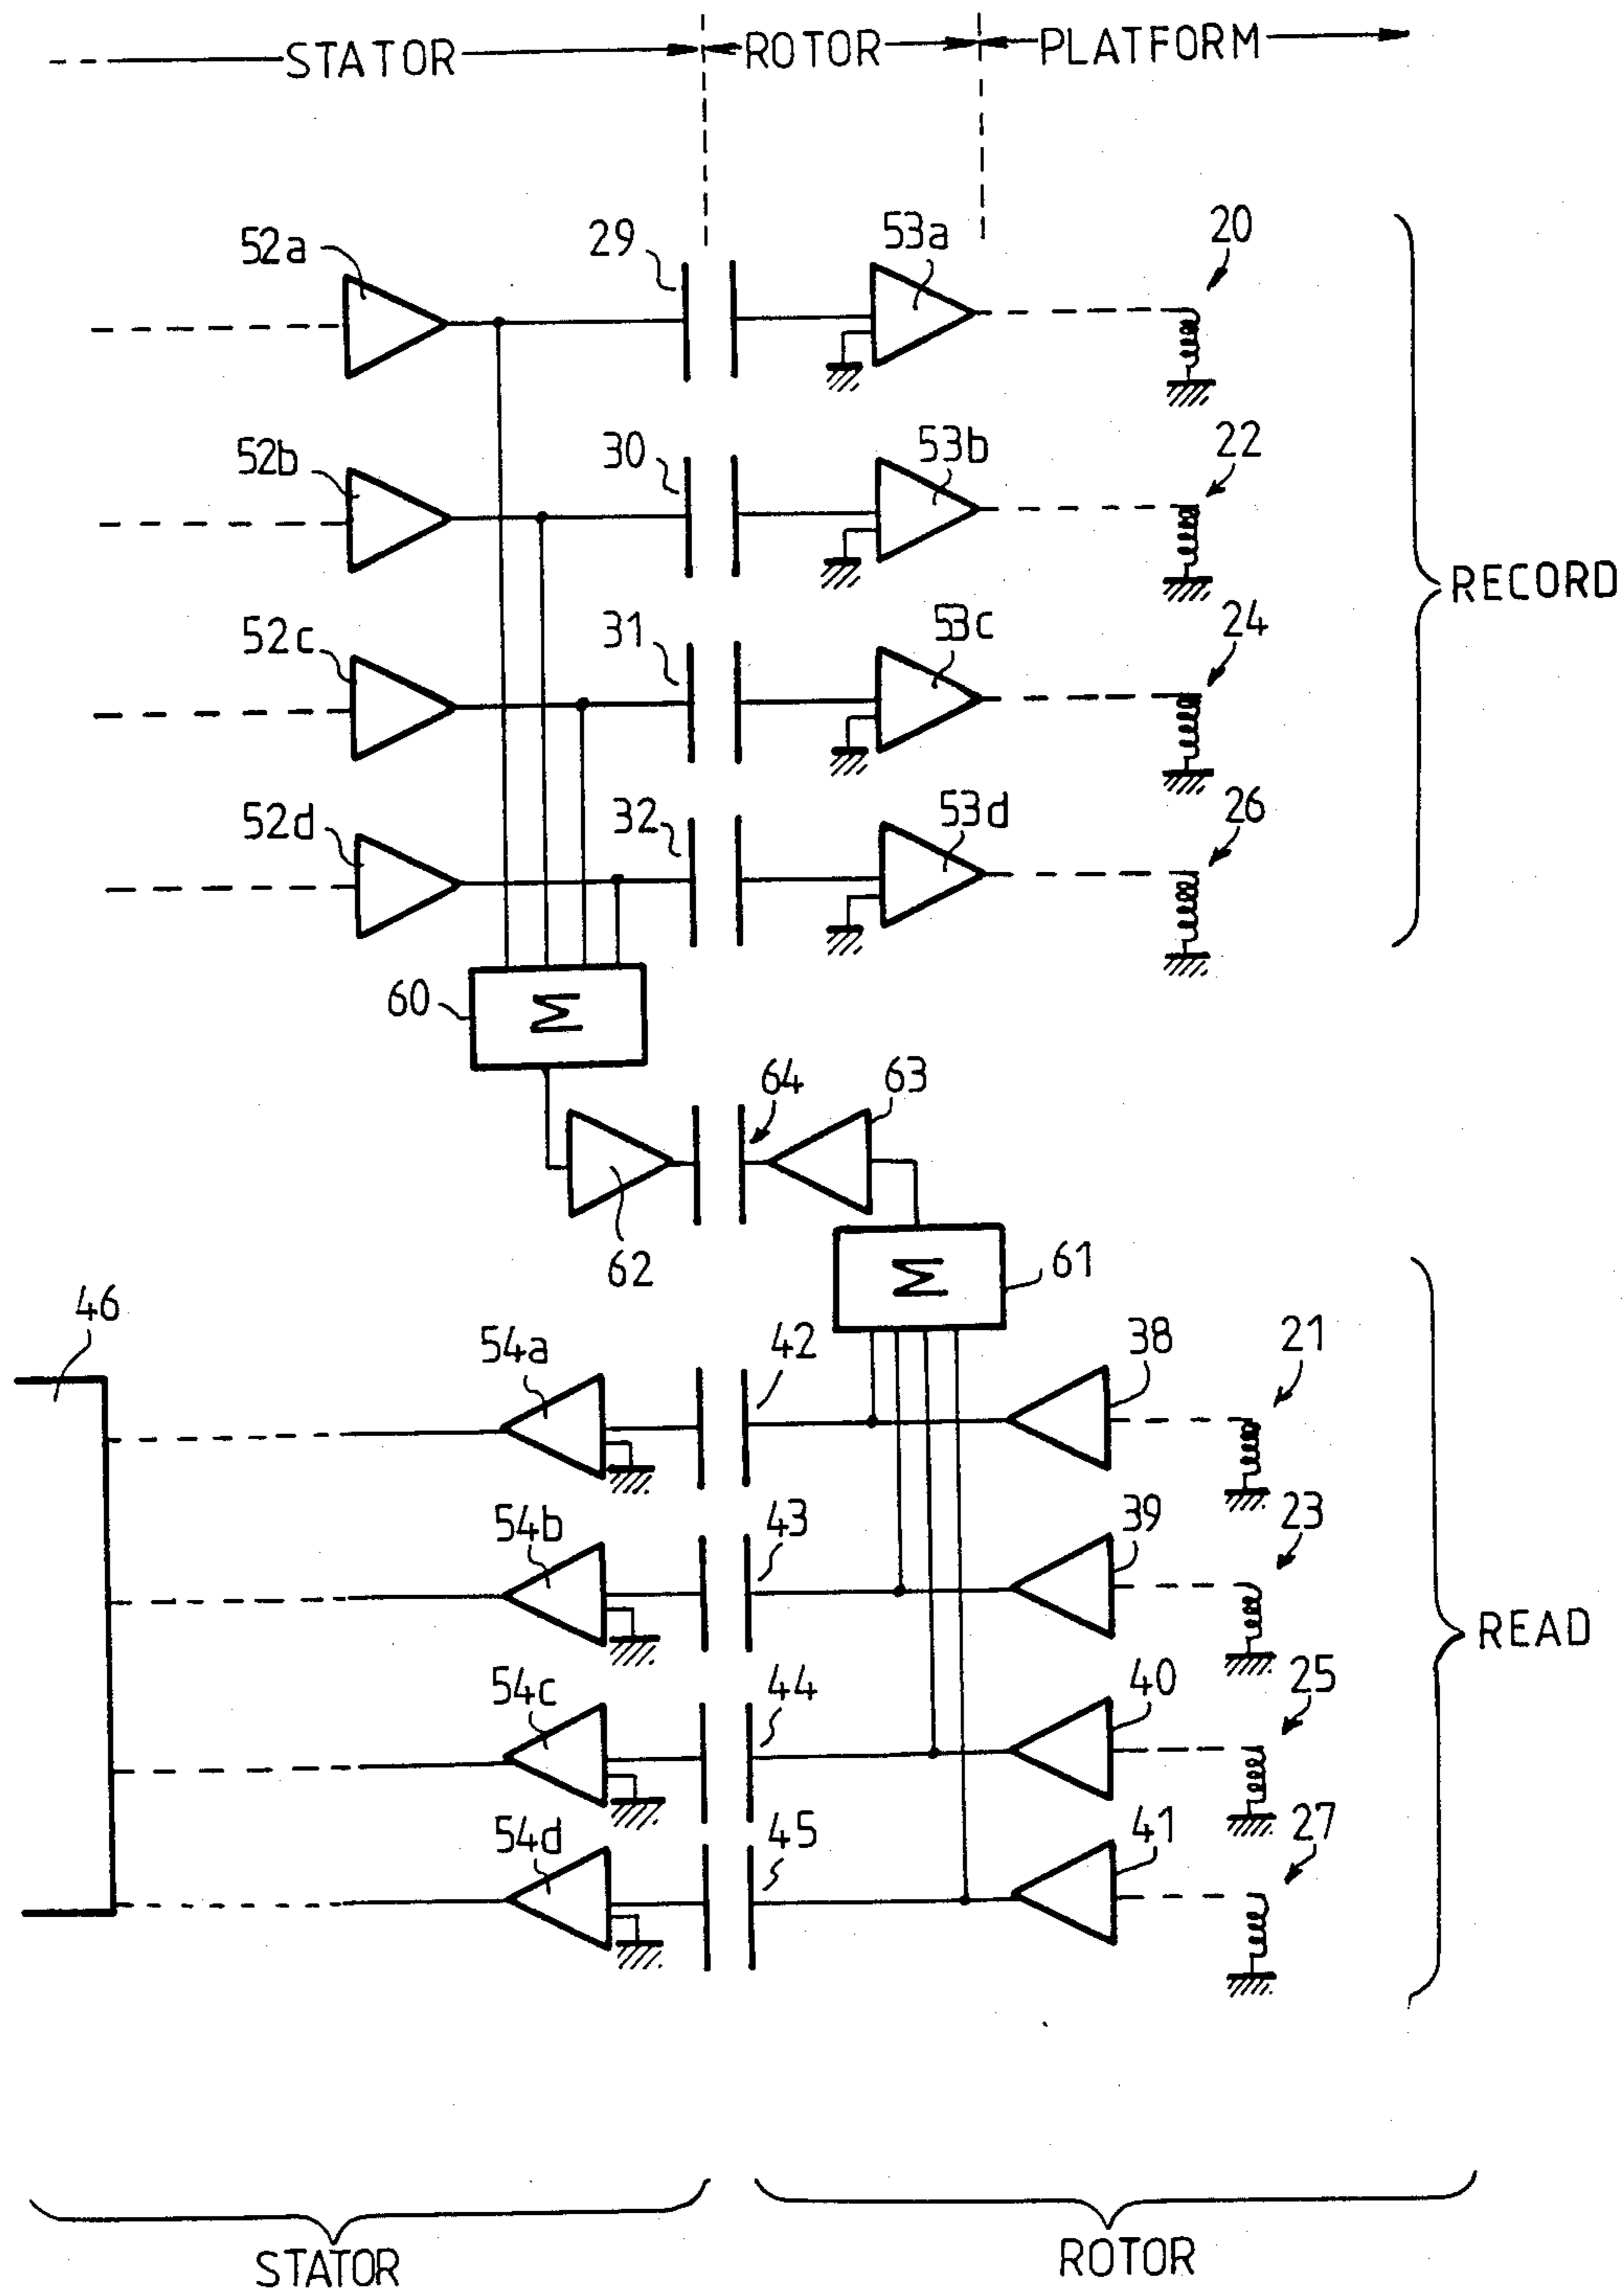 STATOR ROTOR PLATFORM
52a 29 53a 20
52b 30 53b 22
RECORD
52c 31 53c 24
52d 32 53d 26
60 Σ
64 63
62 Σ 61
46 54a 42 38 21
54b 43 39 23
READ
54c 44 40 25
54d 45 41 27
STATOR ROTOR